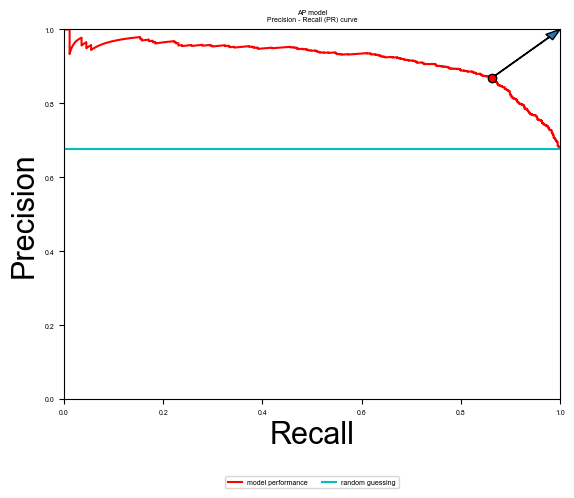 AP model
Precision - Recall (PR) curve
1.0
0.8
0.6
0.4
0.2
0.0
Precision
0.0 0.2 0.4 0.6 0.8 1.0
Recall
model performance random guessing